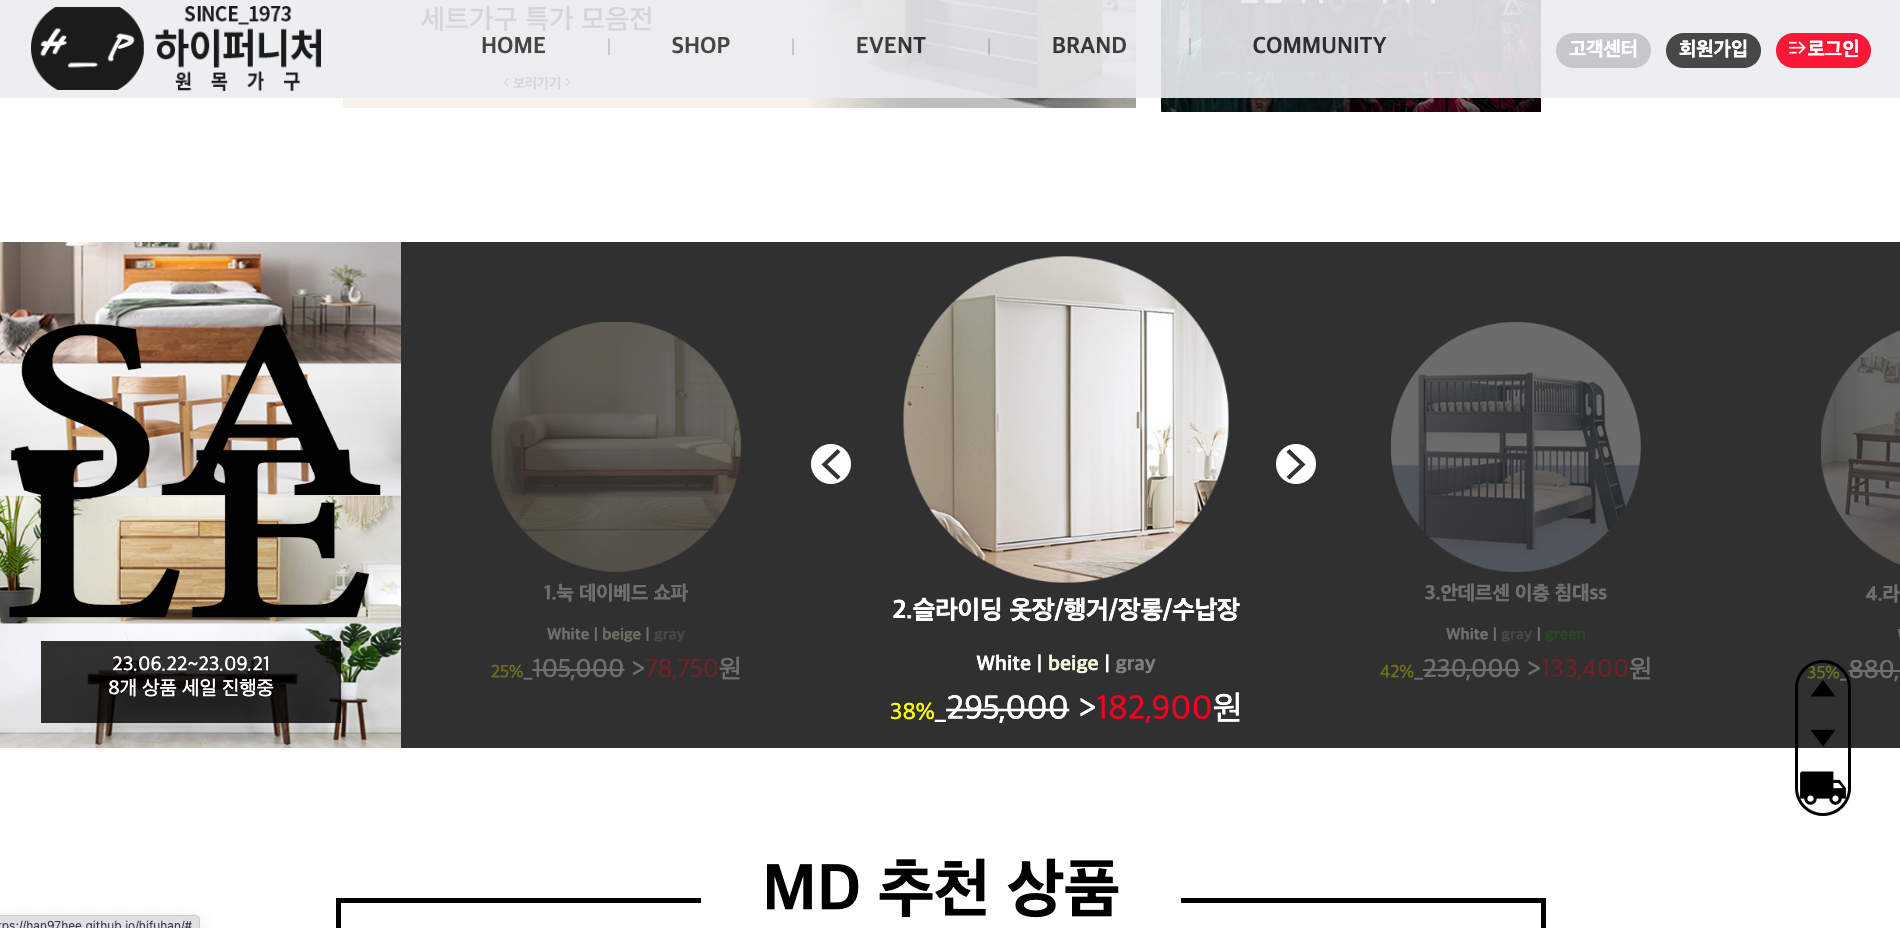 SINCE_1973
H_P 하이퍼니처
원 목 가 구
HOME | SHOP | EVENT | BRAND | COMMUNITY
고객센터 회원가입 로그인
세트가구 특가 모음전
< 보러가기 >
SALE
23.06.22~23.09.21
8개 상품 세일 진행중
1.눅 데이베드 쇼파
White | beige | gray
25%_105,000 >78,750원
2.슬라이딩 옷장/행거/장롱/수납장
White | beige | gray
38%_295,000 >182,900원
3.안데르센 이층 침대ss
White | gray | green
42%_230,000 >133,400원
4.라
35%_880,
MD 추천 상품
han97hee.github.io/hifuhan/#